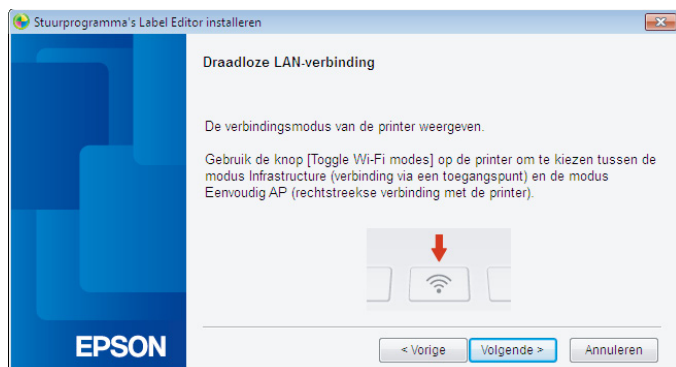 Stuurprogramma's Label Editor installeren
Draadloze LAN-verbinding
De verbindingsmodus van de printer weergeven.
Gebruik de knop [Toggle Wi-Fi modes] op de printer om te kiezen tussen de
modus Infrastructure (verbinding via een toegangspunt) en de modus
Eenvoudig AP (rechtstreekse verbinding met de printer).
EPSON
< Vorige
Volgende >
Annuleren